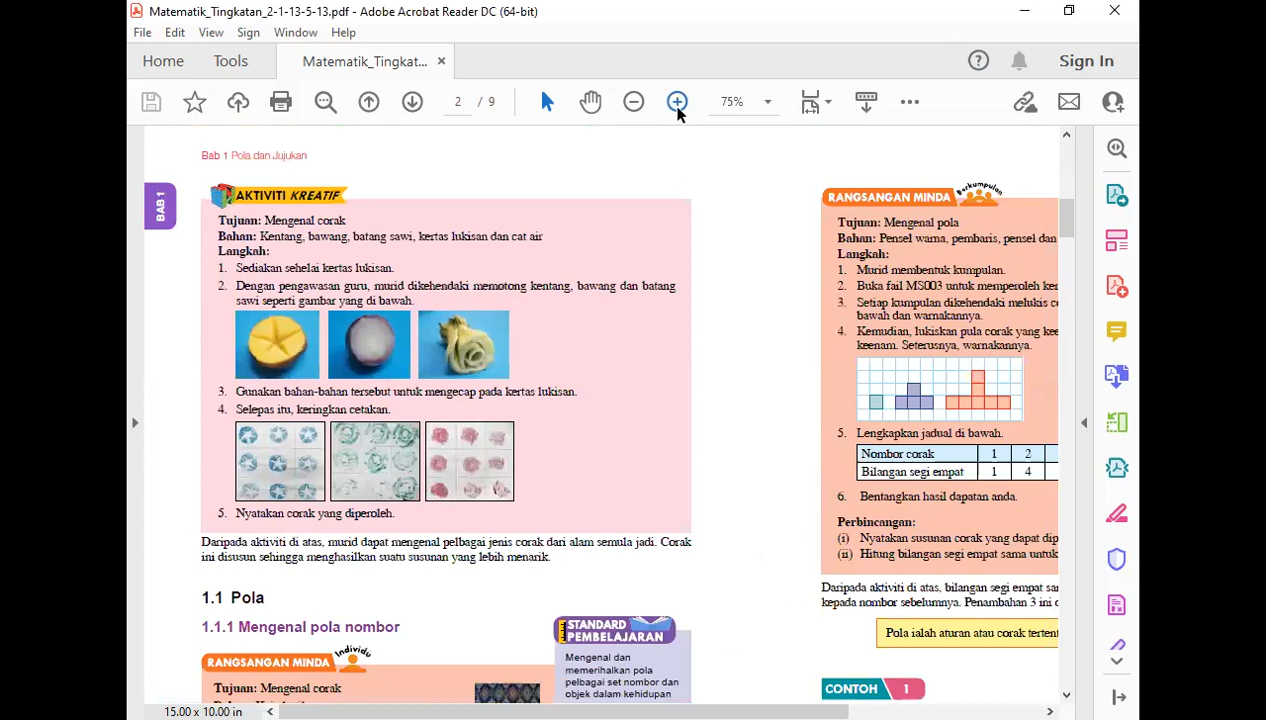 Matematik_Tingkatan_2-1-13-5-13.pdf - Adobe Acrobat Reader DC (64-bit)
File Edit View Sign Window Help
Home Tools Matematik_Tingkat... × Sign In
2 / 9 75%
Bab 1 Pola dan Jujukan
BAB 1
AKTIVITI KREATIF
Tujuan: Mengenal corak
Bahan: Kentang, bawang, batang sawi, kertas lukisan dan cat air
Langkah:
1. Sediakan sehelai kertas lukisan.
2. Dengan pengawasan guru, murid dikehendaki memotong kentang, bawang dan batang
sawi seperti gambar yang di bawah.
3. Gunakan bahan-bahan tersebut untuk mengecap pada kertas lukisan.
4. Selepas itu, keringkan cetakan.
5. Nyatakan corak yang diperoleh.
Daripada aktiviti di atas, murid dapat mengenal pelbagai jenis corak dari alam semula jadi. Corak
ini disusun sehingga menghasilkan suatu susunan yang lebih menarik.
1.1 Pola
1.1.1 Mengenal pola nombor
RANGSANGAN MINDA Individu
Tujuan: Mengenal corak
STANDARD
PEMBELAJARAN
Mengenal dan
memerihalkan pola
pelbagai set nombor dan
objek dalam kehidupan
RANGSANGAN MINDA Berkumpulan
Tujuan: Mengenal pola
Bahan: Pensel warna, pembaris, pensel dan
Langkah:
1. Murid membentuk kumpulan.
2. Buka fail MS003 untuk memperoleh ker
3. Setiap kumpulan dikehendaki melukis co
bawah dan warnakannya.
4. Kemudian, lukiskan pula corak yang kee
keenam. Seterusnya, warnakannya.
5. Lengkapkan jadual di bawah.
Nombor corak 1 2
Bilangan segi empat 1 4
6. Bentangkan hasil dapatan anda.
Perbincangan:
(i) Nyatakan susunan corak yang dapat dip
(ii) Hitung bilangan segi empat sama untuk
Daripada aktiviti di atas, bilangan segi empat sam
kepada nombor sebelumnya. Penambahan 3 ini d
Pola ialah aturan atau corak tertent
CONTOH 1
15.00 x 10.00 in